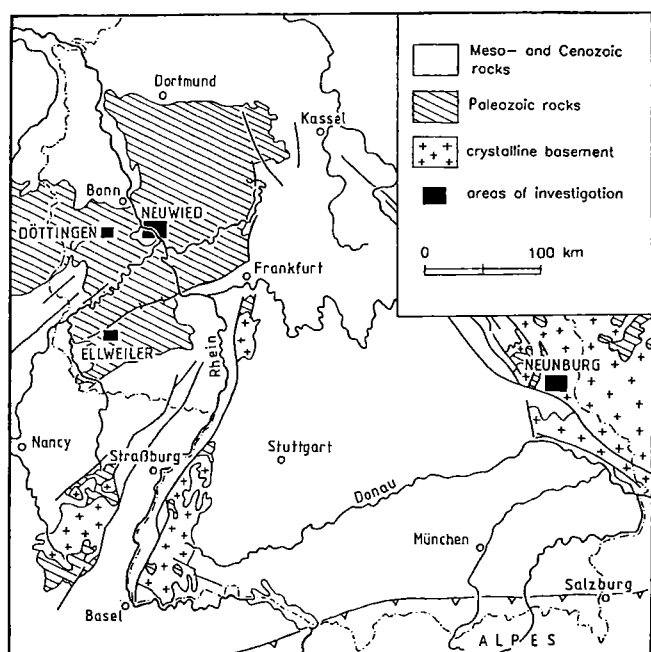 Meso- and Cenozoic
rocks
Paleozoic rocks
crystalline basement
areas of investigation
0 100 km
Dortmund
Kassel
Bonn
NEUWIED
DÖTTINGEN
Frankfurt
ELLWEILER
Rhein
NEUNBURG
Nancy
Straßburg
Stuttgart
Donau
München
Salzburg
Basel
ALPES